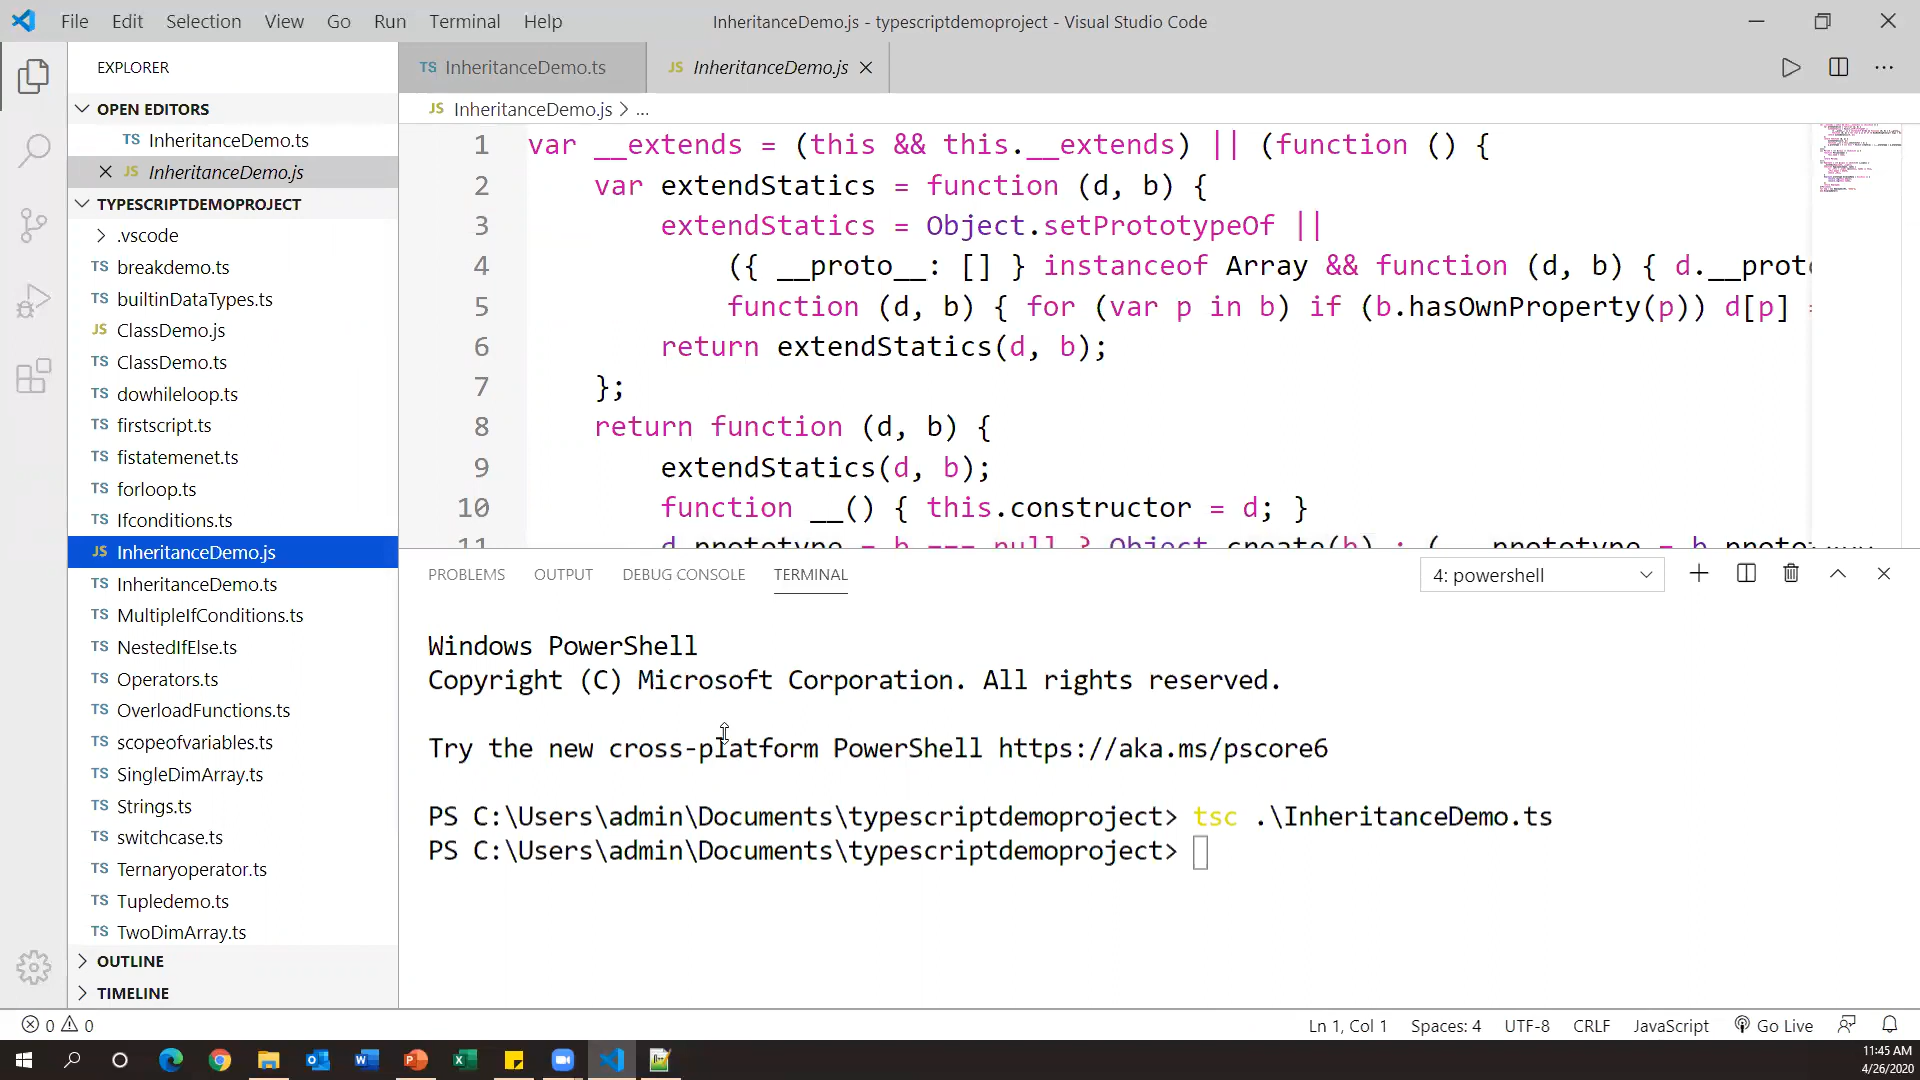 File Edit Selection View Go Run Terminal Help
InheritanceDemo.js - typescriptdemoproject - Visual Studio Code
EXPLORER
OPEN EDITORS
TS InheritanceDemo.ts
JS InheritanceDemo.js
TYPESCRIPTDEMOPROJECT
.vscode
TS breakdemo.ts
TS builtinDataTypes.ts
JS ClassDemo.js
TS ClassDemo.ts
TS dowhileloop.ts
TS firstscript.ts
TS fistatemenet.ts
TS forloop.ts
TS Ifconditions.ts
JS InheritanceDemo.js
TS InheritanceDemo.ts
TS MultipleIfConditions.ts
TS NestedIfElse.ts
TS Operators.ts
TS OverloadFunctions.ts
TS scopeofvariables.ts
TS SingleDimArray.ts
TS Strings.ts
TS switchcase.ts
TS Ternaryoperator.ts
TS Tupledemo.ts
TS TwoDimArray.ts
OUTLINE
TIMELINE
TS InheritanceDemo.ts
JS InheritanceDemo.js
JS InheritanceDemo.js > ...
1 var __extends = (this && this.__extends) || (function () {
2 var extendStatics = function (d, b) {
3 extendStatics = Object.setPrototypeOf ||
4 ({ __proto__: [] } instanceof Array && function (d, b) { d.__proto
5 function (d, b) { for (var p in b) if (b.hasOwnProperty(p)) d[p] =
6 return extendStatics(d, b);
7 };
8 return function (d, b) {
9 extendStatics(d, b);
10 function __() { this.constructor = d; }
11 d.prototype = b === null ? Object.create(b) : (__.prototype = b.prototype,
PROBLEMS OUTPUT DEBUG CONSOLE TERMINAL
4: powershell
Windows PowerShell
Copyright (C) Microsoft Corporation. All rights reserved.
Try the new cross-platform PowerShell https://aka.ms/pscore6
PS C:\Users\admin\Documents\typescriptdemoproject> tsc .\InheritanceDemo.ts
PS C:\Users\admin\Documents\typescriptdemoproject>
0 0
Ln 1, Col 1 Spaces: 4 UTF-8 CRLF JavaScript Go Live
11:45 AM
4/26/2020